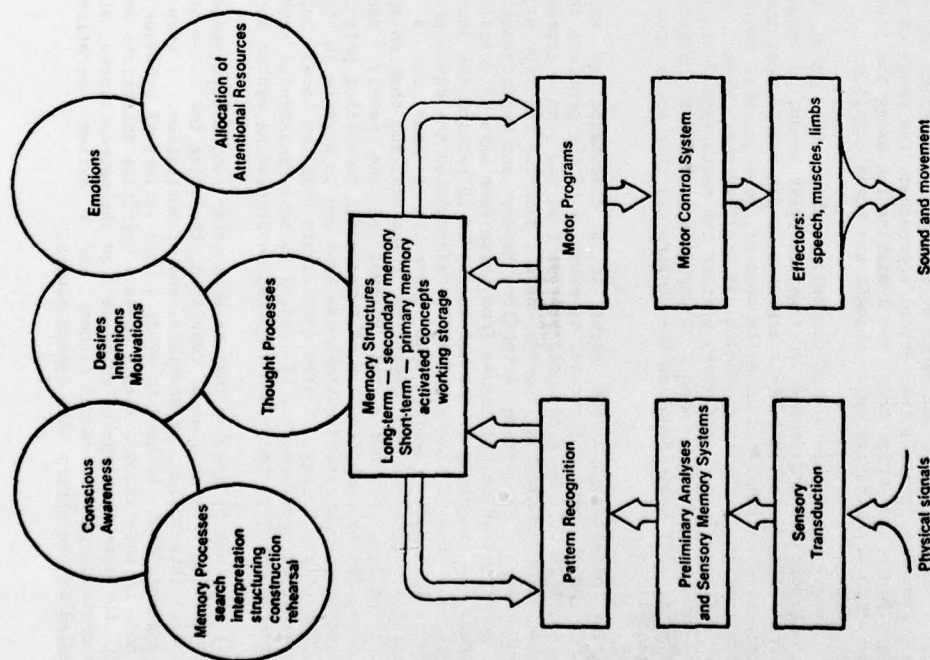 Emotions
Allocation of
Attentional Resources
Desires
Intentions
Motivations
Conscious
Awareness
Thought Processes
Memory Processes
search
interpretation
structuring
construction
rehearsal
Memory Structures
Long-term — secondary memory
Short-term — primary memory
activated concepts
working storage
Pattern Recognition
Preliminary Analyses
and Sensory Memory Systems
Sensory
Transduction
Physical signals
Motor Programs
Motor Control System
Effectors:
speech, muscles, limbs
Sound and movement